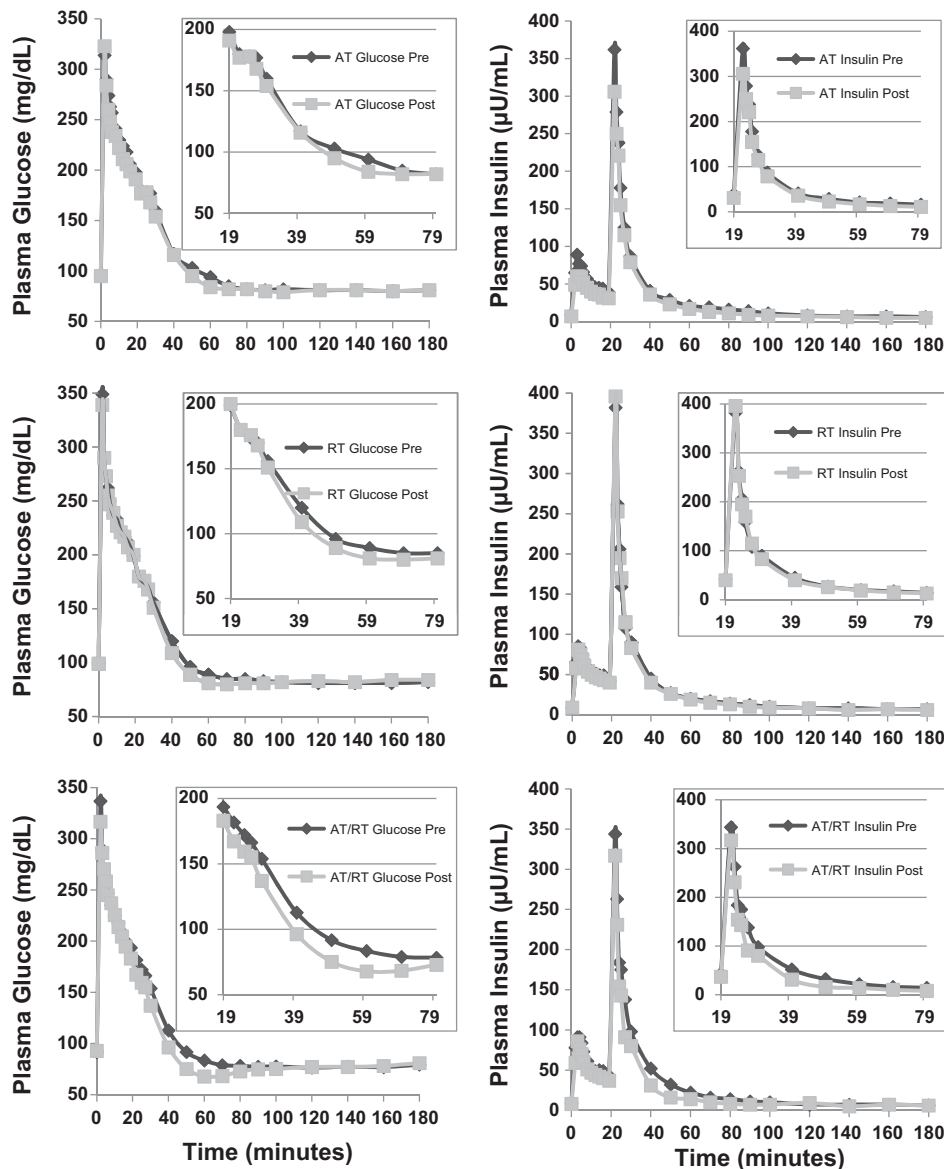 Plasma Glucose (mg/dL)
350
300
250
200
150
100
50
0 20 40 60 80 100 120 140 160 180
200
150
100
50
19 39 59 79
AT Glucose Pre
AT Glucose Post
Plasma Insulin (µU/mL)
400
350
300
250
200
150
100
50
0
0 20 40 60 80 100 120 140 160 180
400
300
200
100
0
19 39 59 79
AT Insulin Pre
AT Insulin Post
Plasma Glucose (mg/dL)
350
300
250
200
150
100
50
0 20 40 60 80 100 120 140 160 180
200
150
100
50
19 39 59 79
RT Glucose Pre
RT Glucose Post
Plasma Insulin (µU/mL)
400
350
300
250
200
150
100
50
0
0 20 40 60 80 100 120 140 160 180
400
300
200
100
0
19 39 59 79
RT Insulin Pre
RT Insulin Post
Plasma Glucose (mg/dL)
350
300
250
200
150
100
50
0 20 40 60 80 100 120 140 160 180
Time (minutes)
200
150
100
50
19 39 59 79
AT/RT Glucose Pre
AT/RT Glucose Post
Plasma Insulin (µU/mL)
400
350
300
250
200
150
100
50
0
0 20 40 60 80 100 120 140 160 180
Time (minutes)
400
300
200
100
0
19 39 59 79
AT/RT Insulin Pre
AT/RT Insulin Post